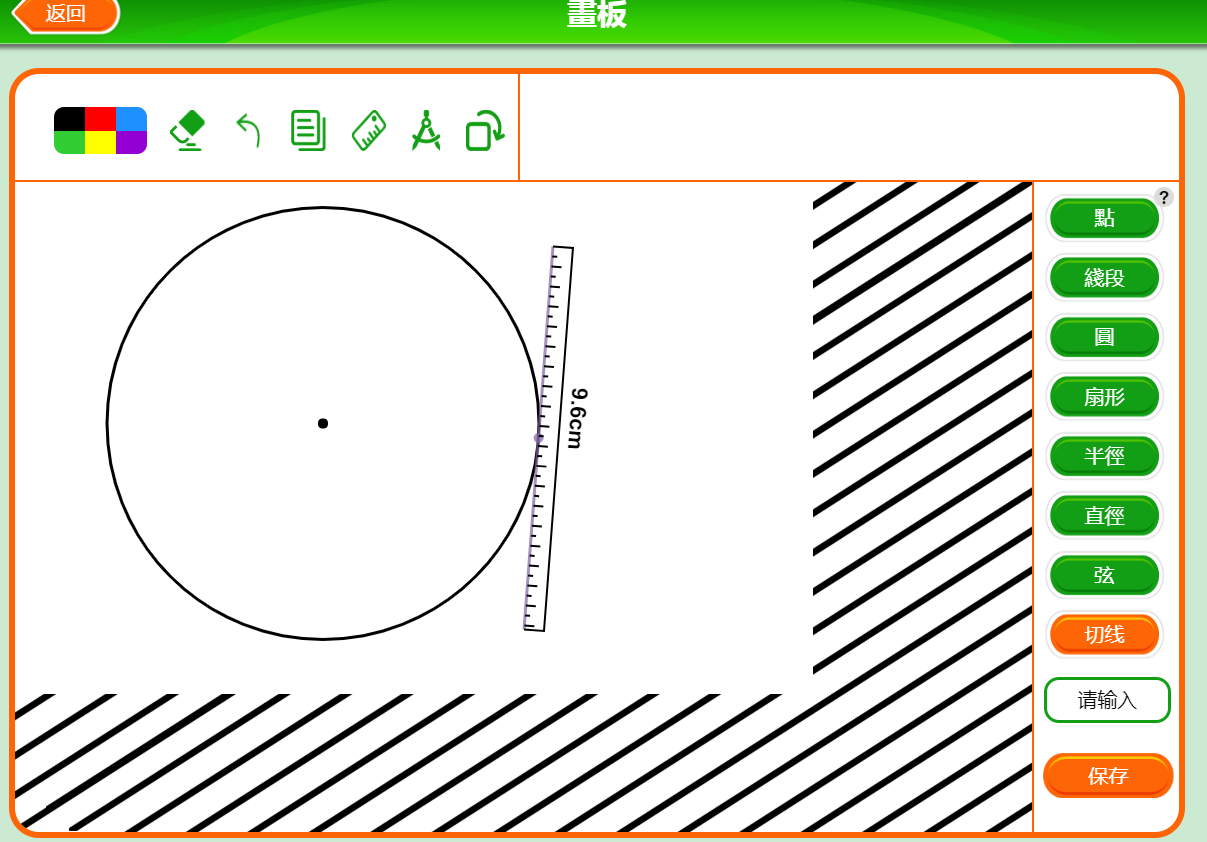 返回
畫板
?
點
綫段
圓
扇形
半徑
直徑
弦
切线
请输入
保存
9.6cm